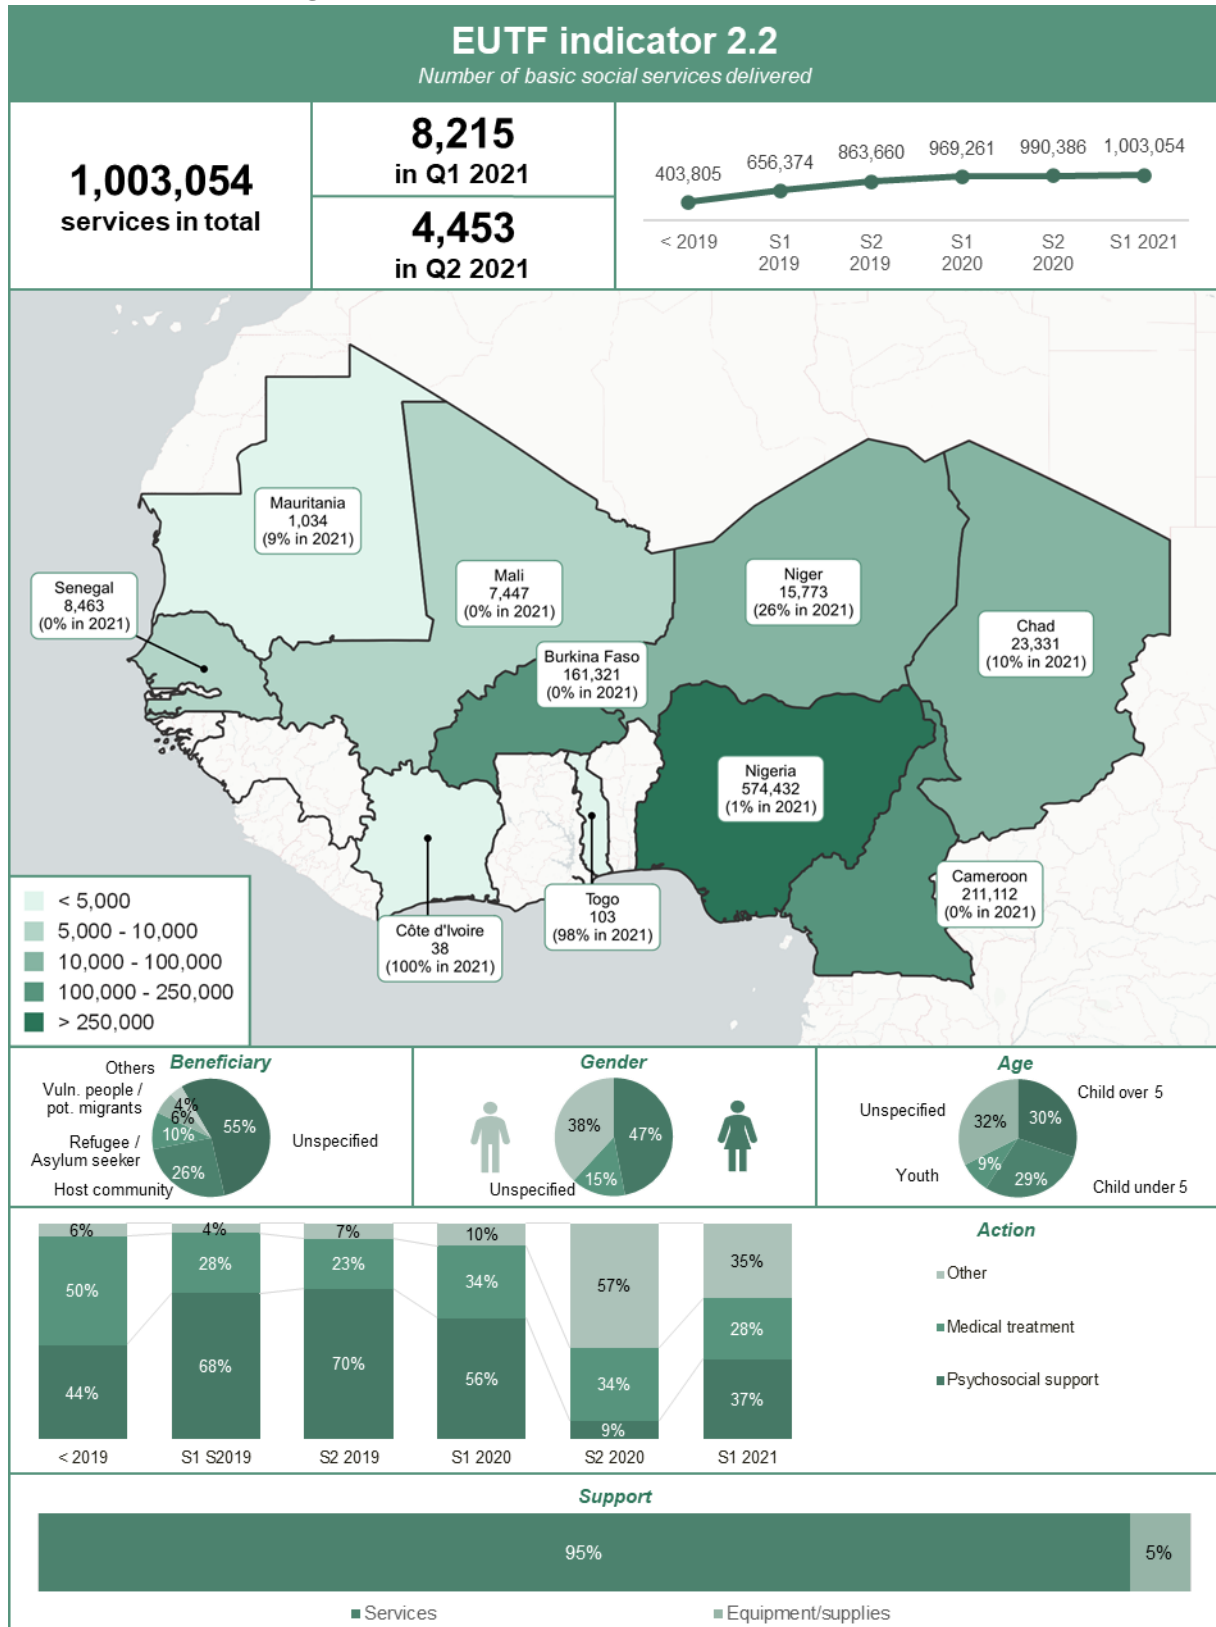 EUTF indicator 2.2
Number of basic social services delivered
1,003,054
services in total
8,215
in Q1 2021
4,453
in Q2 2021
403,805
656,374
863,660
969,261
990,386
1,003,054
< 2019
S1
2019
S2
2019
S1
2020
S2
2020
S1 2021
Mauritania
1,034
(9% in 2021)
Senegal
8,463
(0% in 2021)
Mali
7,447
(0% in 2021)
Niger
15,773
(26% in 2021)
Chad
23,331
(10% in 2021)
Burkina Faso
161,321
(0% in 2021)
Nigeria
574,432
(1% in 2021)
Cameroon
211,112
(0% in 2021)
Togo
103
(98% in 2021)
Côte d'Ivoire
38
(100% in 2021)
< 5,000
5,000 - 10,000
10,000 - 100,000
100,000 - 250,000
> 250,000
Beneficiary
Others
Vuln. people /
pot. migrants
Refugee /
Asylum seeker
Host community
Unspecified
4%
6%
10%
26%
55%
Gender
38%
47%
15%
Unspecified
Age
Unspecified
Youth
Child over 5
Child under 5
32%
30%
9%
29%
Action
6%
50%
44%
< 2019
4%
28%
68%
S1 S2019
7%
23%
70%
S2 2019
10%
34%
56%
S1 2020
57%
34%
9%
S2 2020
35%
28%
37%
S1 2021
Other
Medical treatment
Psychosocial support
Support
95%
5%
Services
Equipment/supplies